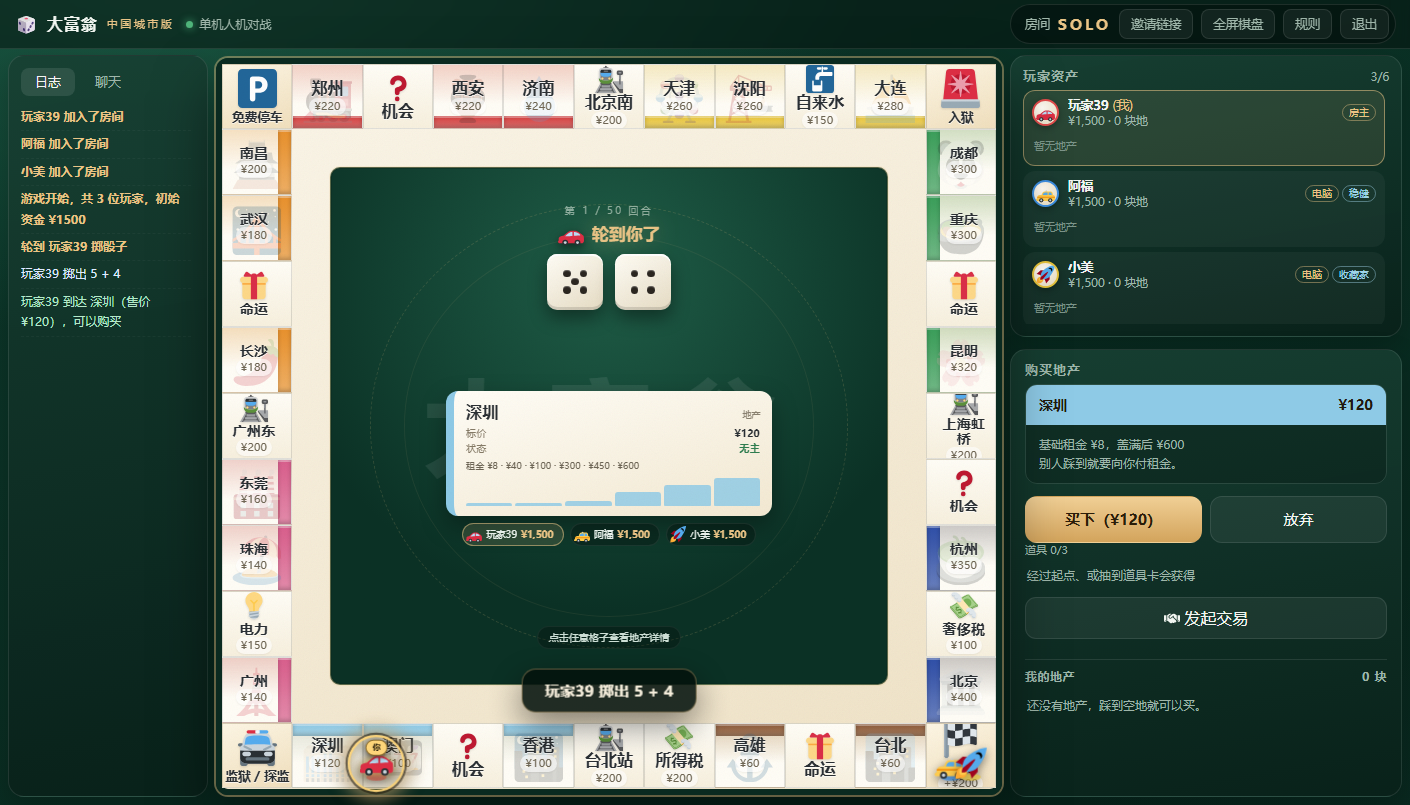 大富翁 中国城市版 单机人机对战
房间 SOLO 邀请链接 全屏棋盘 规则 退出
日志 聊天
玩家39 加入了房间
阿福 加入了房间
小美 加入了房间
游戏开始，共 3 位玩家，初始
资金 ¥1500
轮到 玩家39 掷骰子
玩家39 掷出 5 + 4
玩家39 到达 深圳（售价
¥120），可以购买
P
免费停车
郑州
¥220
?
机会
西安
¥220
济南
¥240
北京南
¥200
天津
¥260
沈阳
¥260
自来水
¥150
大连
¥280
入狱
南昌
¥200
武汉
¥180
命运
长沙
¥180
广州东
¥200
东莞
¥160
珠海
¥140
电力
¥150
广州
¥140
监狱 / 探监
成都
¥300
重庆
¥300
命运
昆明
¥320
上海虹
桥
¥200
?
机会
杭州
¥350
奢侈税
¥100
北京
¥400
+¥200
第 1 / 50 回合
轮到你了
大富翁
深圳 地产
标价 ¥120
状态 无主
租金 ¥8 · ¥40 · ¥100 · ¥300 · ¥450 · ¥600
玩家39 ¥1,500 阿福 ¥1,500 小美 ¥1,500
点击任意格子查看地产详情
玩家39 掷出 5 + 4
深圳
¥120
你
门
?
机会
香港
¥100
台北站
¥200
所得税
¥200
高雄
¥60
命运
台北
¥60
玩家资产 3/6
玩家39 (我) 房主
¥1,500 · 0 块地
暂无地产
阿福 电脑 稳健
¥1,500 · 0 块地
暂无地产
小美 电脑 收藏家
¥1,500 · 0 块地
暂无地产
购买地产
深圳 ¥120
基础租金 ¥8，盖满后 ¥600
别人踩到就要向你付租金。
买下（¥120） 放弃
道具 0/3
经过起点、或抽到道具卡会获得
发起交易
我的地产 0 块
还没有地产，踩到空地就可以买。